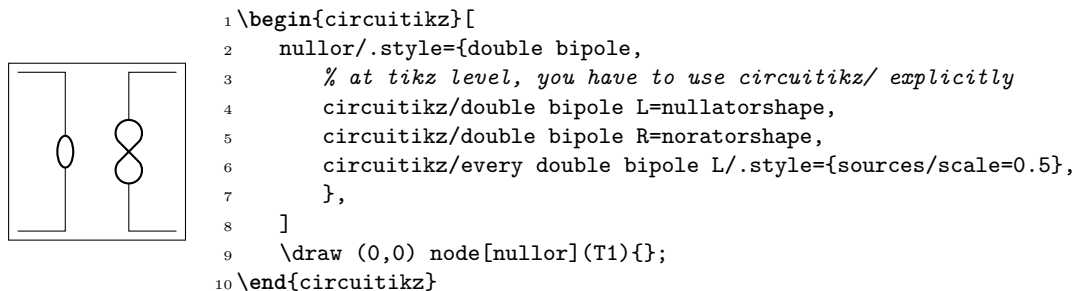 1 \begin{circuitikz}[
2 nullor/.style={double bipole,
3 % at tikz level, you have to use circuitikz/ explicitly
4 circuitikz/double bipole L=nullatorshape,
5 circuitikz/double bipole R=noratorshape,
6 circuitikz/every double bipole L/.style={sources/scale=0.5},
7 },
8 ]
9 \draw (0,0) node[nullor](T1){};
10 \end{circuitikz}